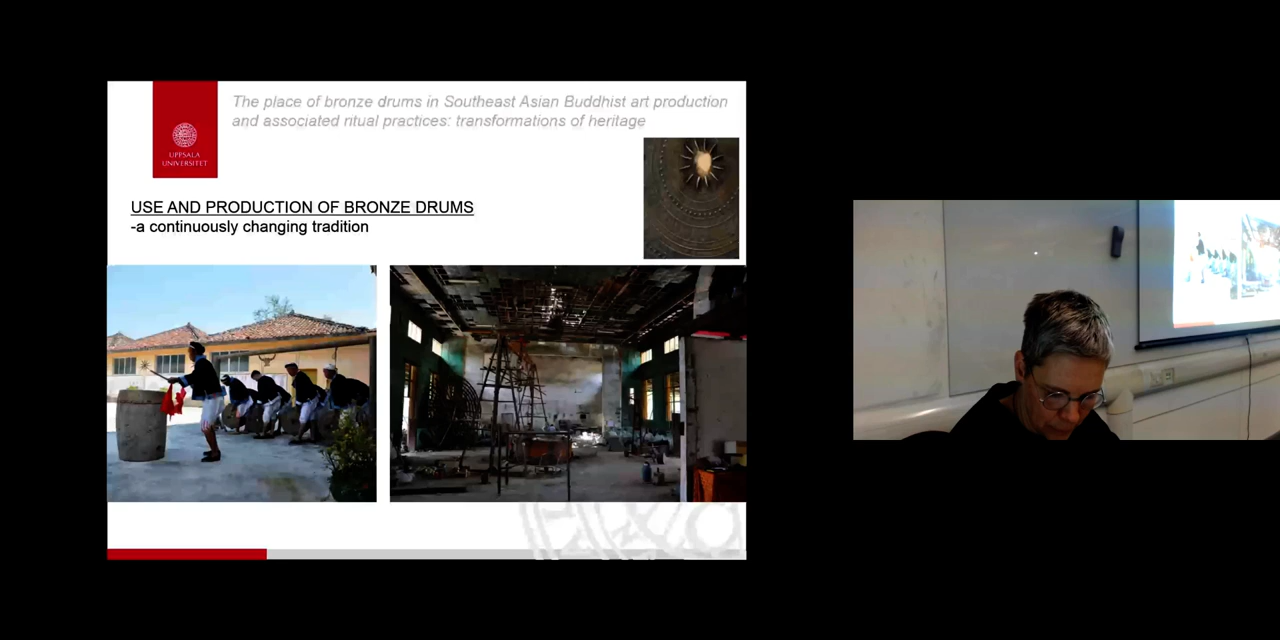 The place of bronze drums in Southeast Asian Buddhist art production
and associated ritual practices: transformations of heritage
UPPSALA
UNIVERSITET
USE AND PRODUCTION OF BRONZE DRUMS
-a continuously changing tradition